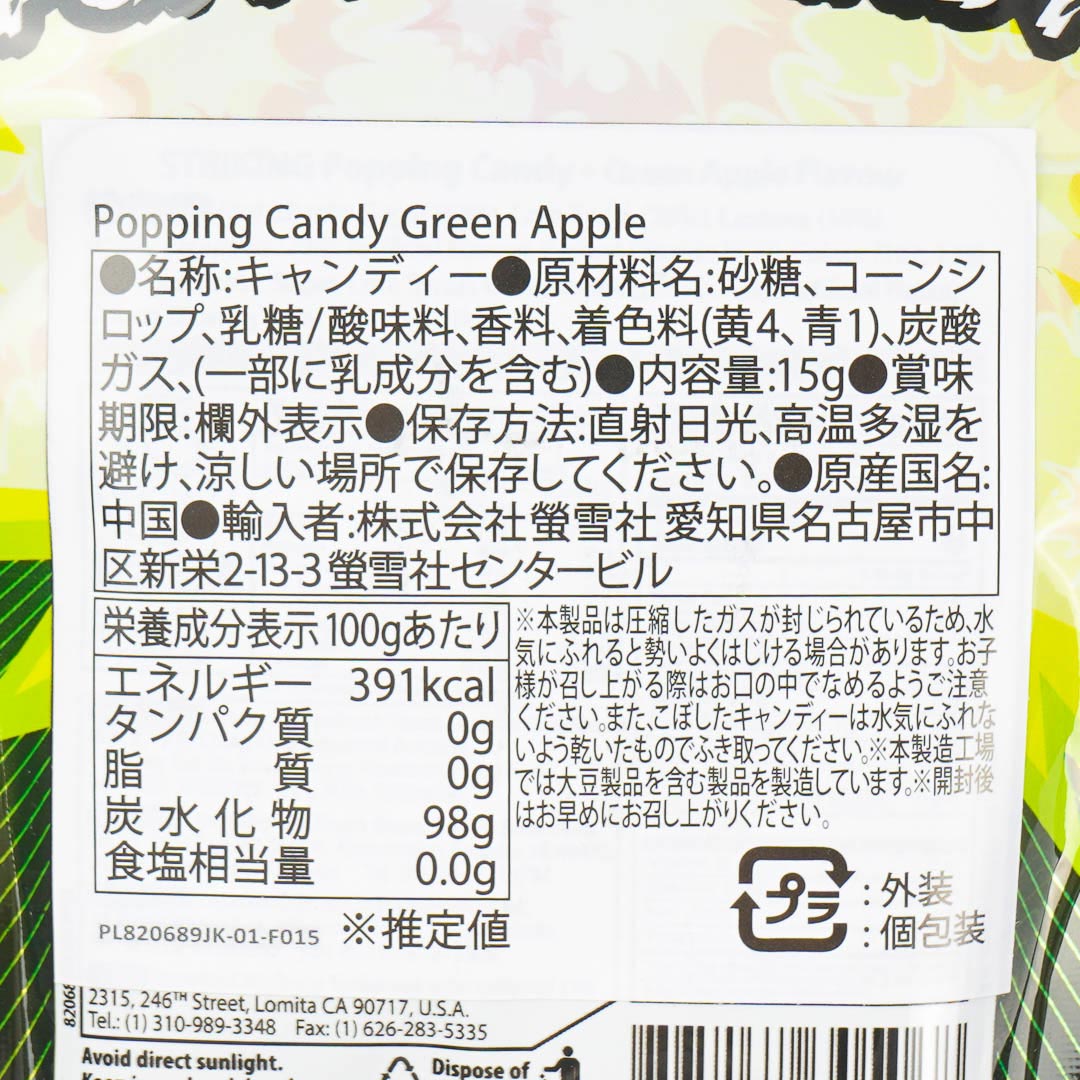 Popping Candy Green Apple
●名称:キャンディー●原材料名:砂糖、コーンシ
ロップ、乳糖/酸味料、香料、着色料(黄4、青1)、炭酸
ガス、(一部に乳成分を含む)●内容量:15g●賞味
期限:欄外表示●保存方法:直射日光、高温多湿を
避け、涼しい場所で保存してください。●原産国名:
中国●輸入者:株式会社螢雪社 愛知県名古屋市中
区新栄2-13-3 螢雪社センタービル
栄養成分表示 100gあたり
エネルギー 391kcal
タンパク質 0g
脂質 0g
炭水化物 98g
食塩相当量 0.0g
PL820689JK-01-F015 ※推定値
※本製品は圧縮したガスが封じられているため、水
気にふれると勢いよくはじける場合があります。お子
様が召し上がる際はお口の中でなめるようご注意
ください。また、こぼしたキャンディーは水気にふれな
いよう乾いたものでふき取ってください。※本製造工場
では大豆製品を含む製品を製造しています。※開封後
はお早めにお召し上がりください。
プラ
:外装
:個包装
2315, 246TH Street, Lomita CA 90717, U.S.A.
Tel.: (1) 310-989-3348 Fax: (1) 626-283-5335
Avoid direct sunlight.
Dispose of